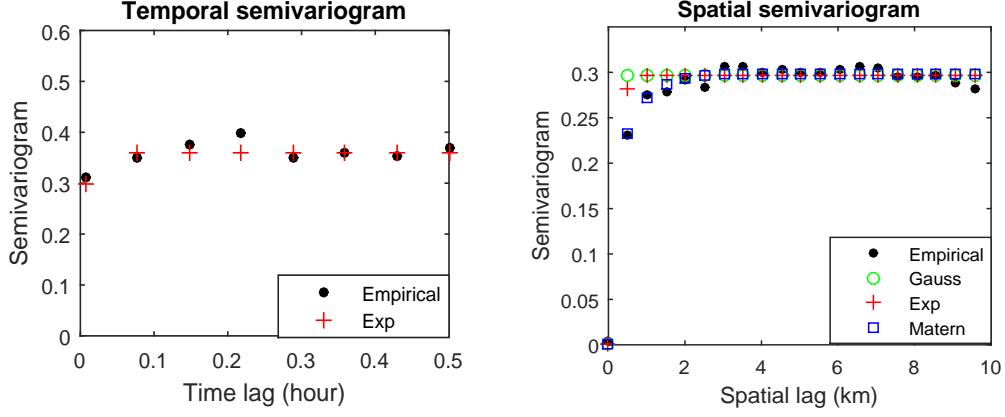 Temporal semivariogram
0.6
0.5
0.4
0.3
0.2
0.1
0
Semivariogram
0
0.1
0.2
0.3
0.4
0.5
Time lag (hour)
Empirical
Exp
Spatial semivariogram
0.3
0.25
0.2
0.15
0.1
0.05
0
Semivariogram
0
2
4
6
8
10
Spatial lag (km)
Empirical
Gauss
Exp
Matern